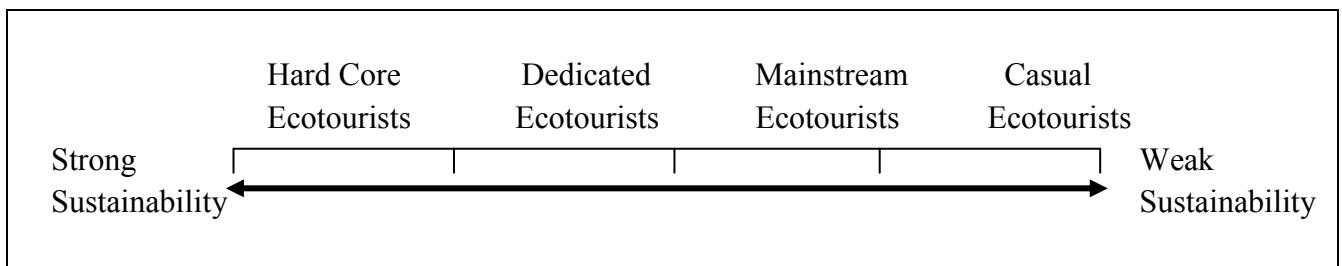 Hard Core Dedicated Mainstream Casual
Ecotourists Ecotourists Ecotourists Ecotourists
Strong Weak
Sustainability Sustainability